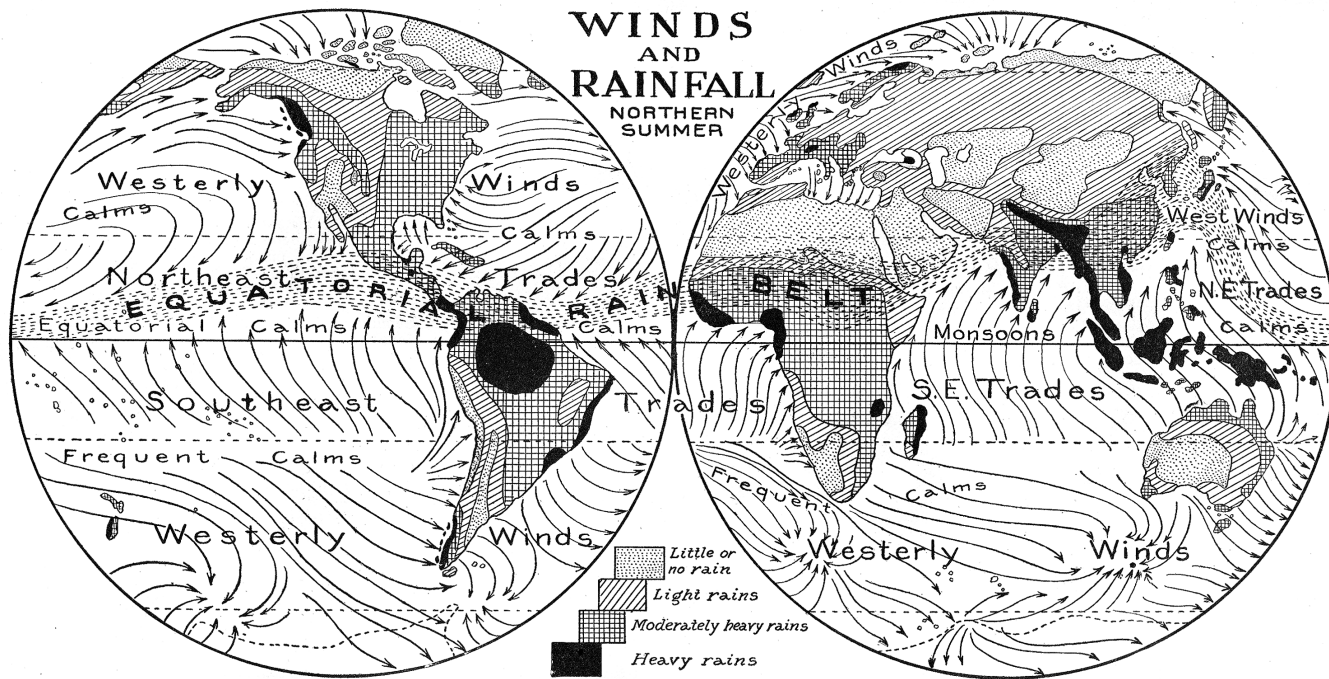 WINDS
AND
RAINFALL
NORTHERN
SUMMER
Westerly Winds
Calms
Calms
Northeast Trades
EQUATORIAL RAIN BELT
Equatorial Calms Calms
Southeast Trades
Frequent Calms
Westerly Winds
Westerly Winds
West Winds
Calms
N.E. Trades
Calms
Monsoons
S.E. Trades
Frequent Calms
Westerly Winds
Little or
no rain
Light rains
Moderately heavy rains
Heavy rains